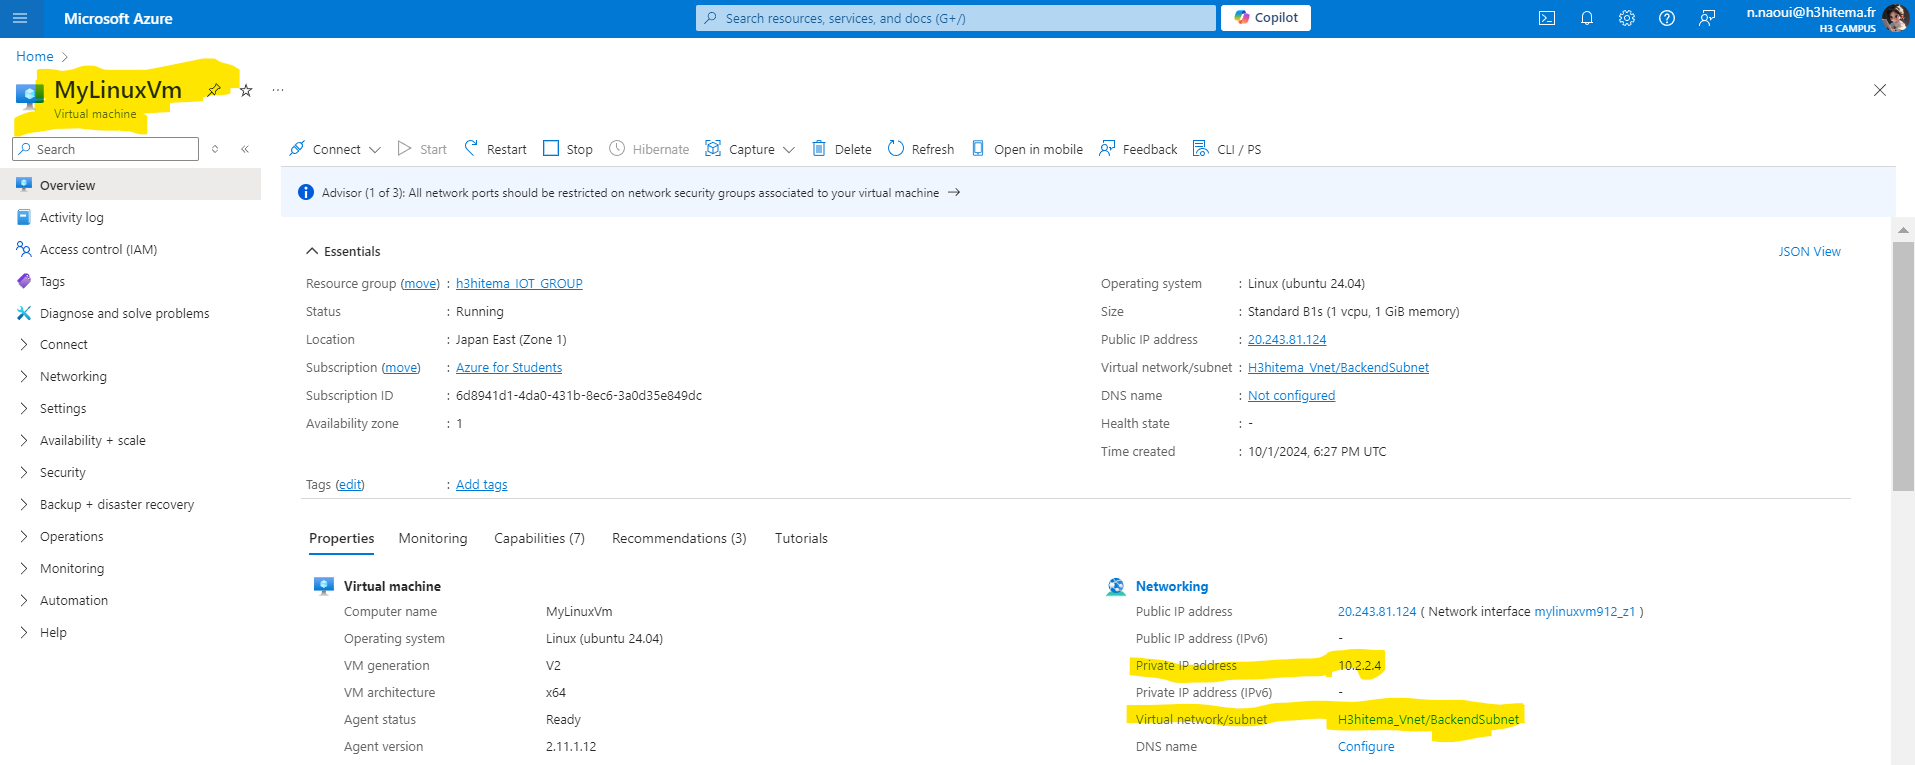 Microsoft Azure
Search resources, services, and docs (G+/)
Copilot
n.naoui@h3hitema.fr
H3 CAMPUS
Home
MyLinuxVm
Virtual machine
Search
Connect Start Restart Stop Hibernate Capture Delete Refresh Open in mobile Feedback CLI / PS
Overview
Activity log
Access control (IAM)
Tags
Diagnose and solve problems
Connect
Networking
Settings
Availability + scale
Security
Backup + disaster recovery
Operations
Monitoring
Automation
Help
Advisor (1 of 3): All network ports should be restricted on network security groups associated to your virtual machine →
Essentials
JSON View
Resource group (move) : h3hitema_IOT_GROUP
Status : Running
Location : Japan East (Zone 1)
Subscription (move) : Azure for Students
Subscription ID : 6d8941d1-4da0-431b-8ec6-3a0d35e849dc
Availability zone : 1
Operating system : Linux (ubuntu 24.04)
Size : Standard B1s (1 vcpu, 1 GiB memory)
Public IP address : 20.243.81.124
Virtual network/subnet : H3hitema_Vnet/BackendSubnet
DNS name : Not configured
Health state : -
Time created : 10/1/2024, 6:27 PM UTC
Tags (edit) : Add tags
Properties Monitoring Capabilities (7) Recommendations (3) Tutorials
Virtual machine
Computer name MyLinuxVm
Operating system Linux (ubuntu 24.04)
VM generation V2
VM architecture x64
Agent status Ready
Agent version 2.11.1.12
Networking
Public IP address 20.243.81.124 ( Network interface mylinuxvm912_z1 )
Public IP address (IPv6) -
Private IP address 10.2.2.4
Private IP address (IPv6) -
Virtual network/subnet H3hitema_Vnet/BackendSubnet
DNS name Configure